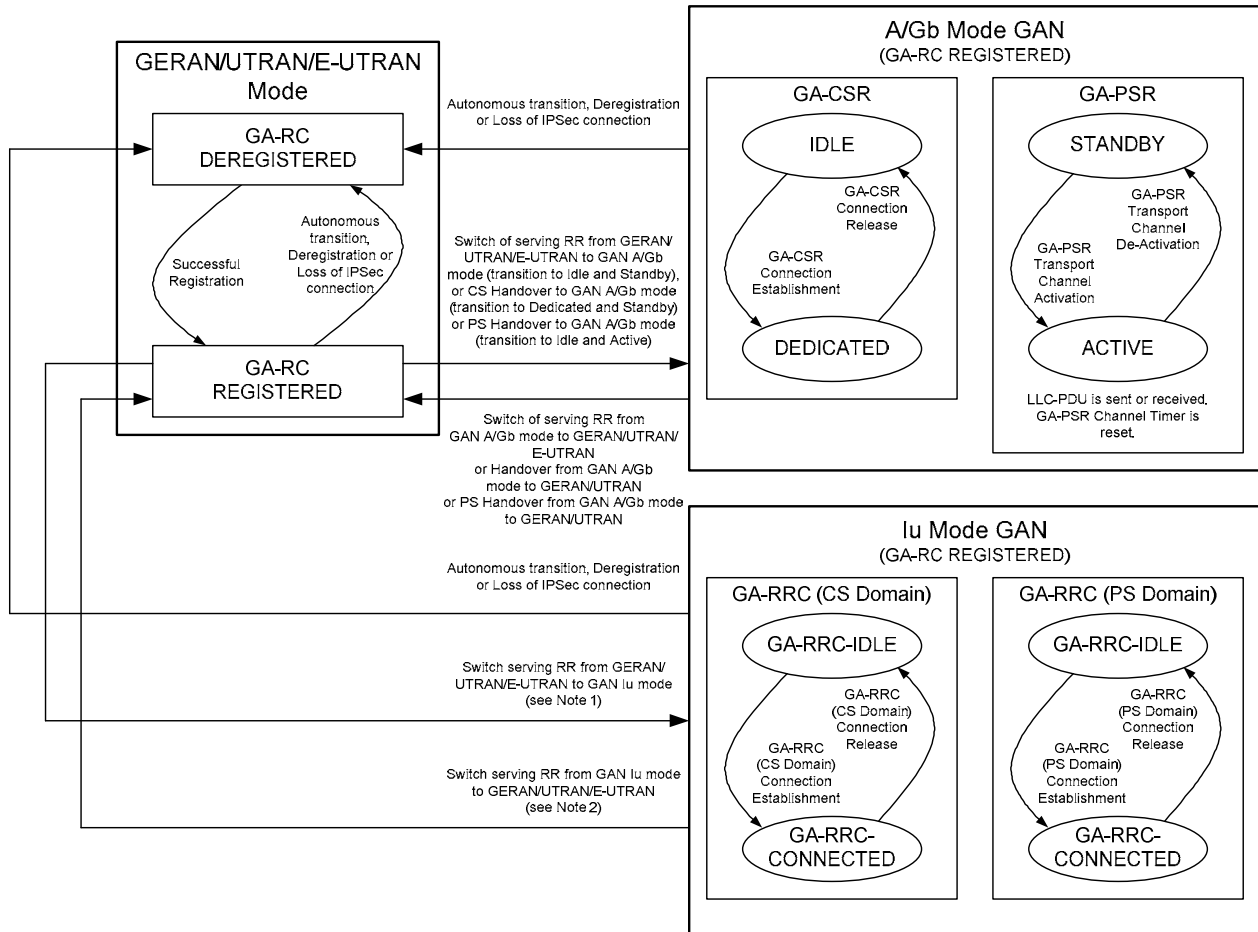 GERAN/UTRAN/E-UTRAN
Mode
GA-RC
DEREGISTERED
Successful
Registration
Autonomous
transition,
Deregistration or
Loss of IPSec
connection
GA-RC
REGISTERED
Autonomous transition, Deregistration
or Loss of IPSec connection
Switch of serving RR from GERAN/
UTRAN/E-UTRAN to GAN A/Gb
mode (transition to Idle and Standby),
or CS Handover to GAN A/Gb mode
(transition to Dedicated and Standby)
or PS Handover to GAN A/Gb mode
(transition to Idle and Active)
Switch of serving RR from
GAN A/Gb mode to GERAN/UTRAN/
E-UTRAN
or Handover from GAN A/Gb
mode to GERAN/UTRAN
or PS Handover from GAN A/Gb mode
to GERAN/UTRAN
Autonomous transition, Deregistration
or Loss of IPSec connection
Switch serving RR from GERAN/
UTRAN/E-UTRAN to GAN Iu mode
(see Note 1)
Switch serving RR from GAN Iu mode
to GERAN/UTRAN/E-UTRAN
(see Note 2)
A/Gb Mode GAN
(GA-RC REGISTERED)
GA-CSR
IDLE
GA-CSR
Connection
Release
GA-CSR
Connection
Establishment
DEDICATED
GA-PSR
STANDBY
GA-PSR
Transport
Channel
De-Activation
GA-PSR
Transport
Channel
Activation
ACTIVE
LLC-PDU is sent or received.
GA-PSR Channel Timer is
reset.
Iu Mode GAN
(GA-RC REGISTERED)
GA-RRC (CS Domain)
GA-RRC-IDLE
GA-RRC
(CS Domain)
Connection
Release
GA-RRC
(CS Domain)
Connection
Establishment
GA-RRC-
CONNECTED
GA-RRC (PS Domain)
GA-RRC-IDLE
GA-RRC
(PS Domain)
Connection
Release
GA-RRC
(PS Domain)
Connection
Establishment
GA-RRC-
CONNECTED